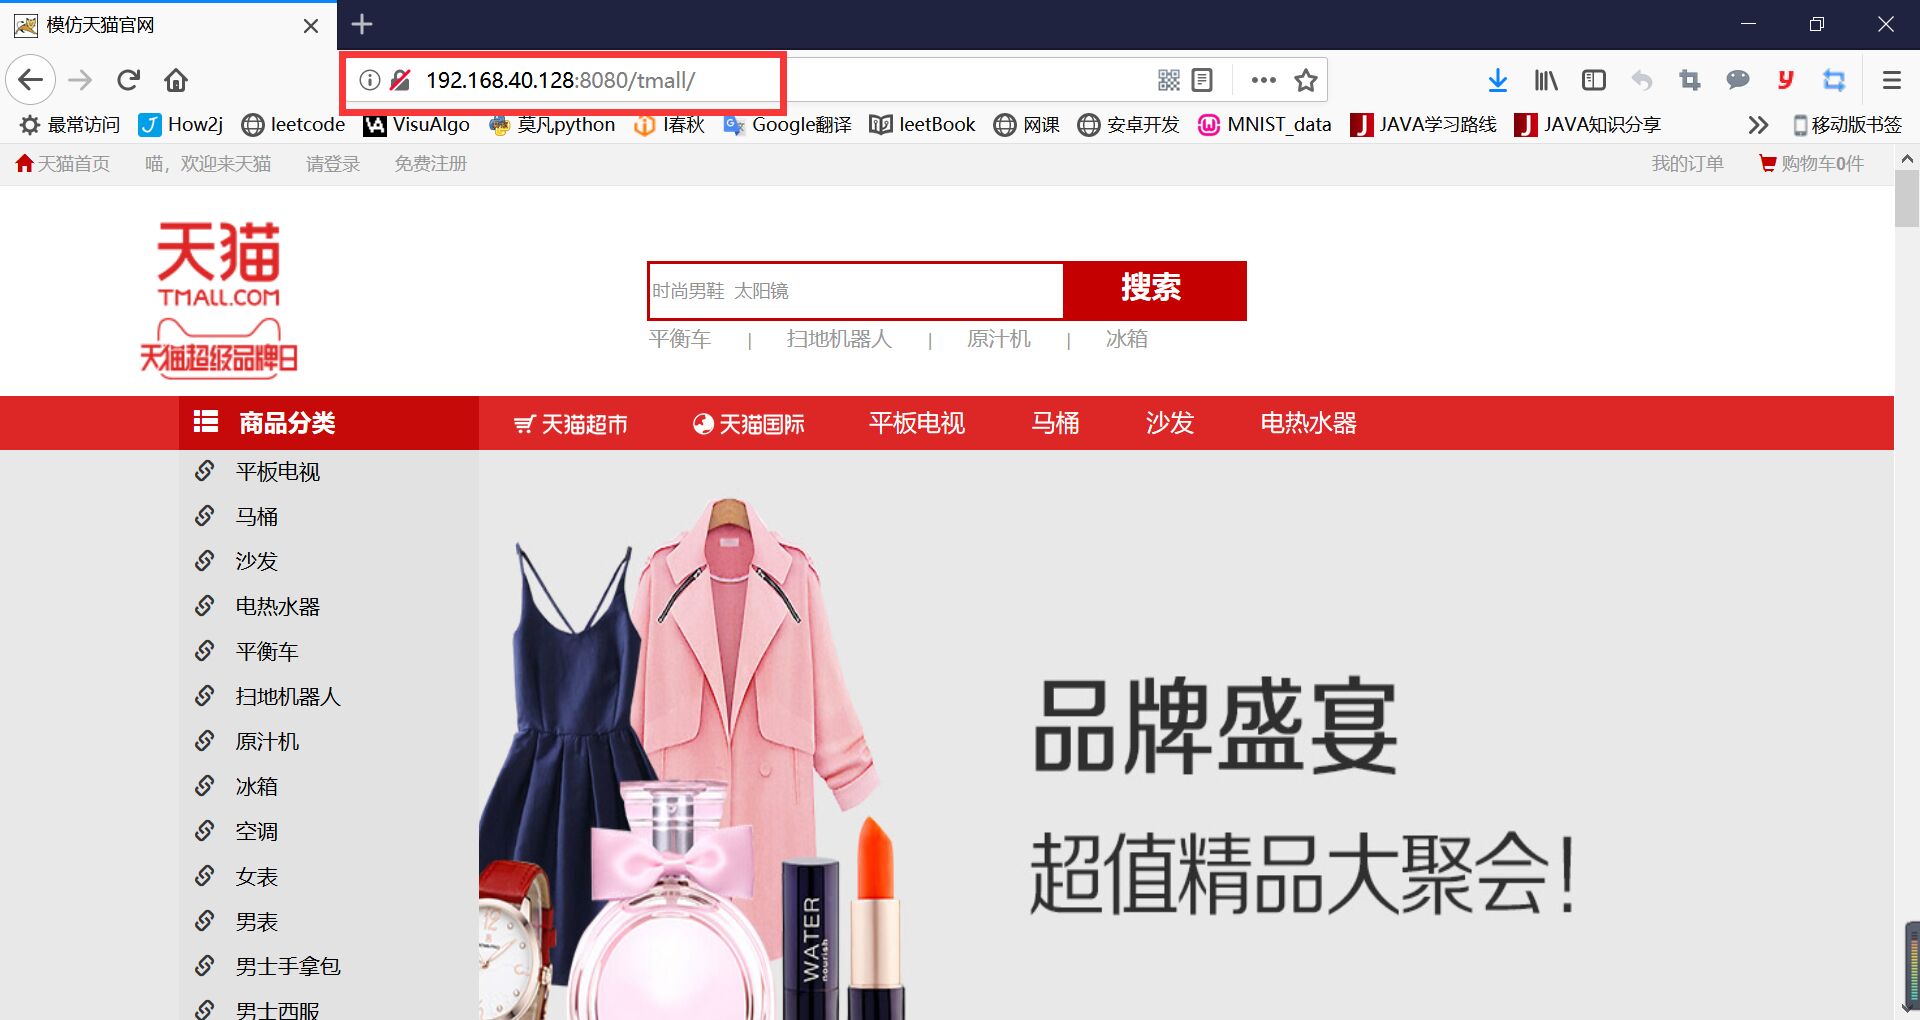 模仿天猫官网
192.168.40.128:8080/tmall/
最常访问 How2j leetcode VisuAlgo 莫凡python i春秋 Google翻译 leetBook 网课 安卓开发 MNIST_data JAVA学习路线 JAVA知识分享 移动版书签
天猫首页 喵，欢迎来天猫 请登录 免费注册 我的订单 购物车0件
天猫
TMALL.COM
天猫超级品牌日
时尚男鞋 太阳镜 搜索
平衡车 | 扫地机器人 | 原汁机 | 冰箱
商品分类 天猫超市 天猫国际 平板电视 马桶 沙发 电热水器
平板电视
马桶
沙发
电热水器
平衡车
扫地机器人
原汁机
冰箱
空调
女表
男表
男士手拿包
男士西服
品牌盛宴
超值精品大聚会!
WATER
nourish